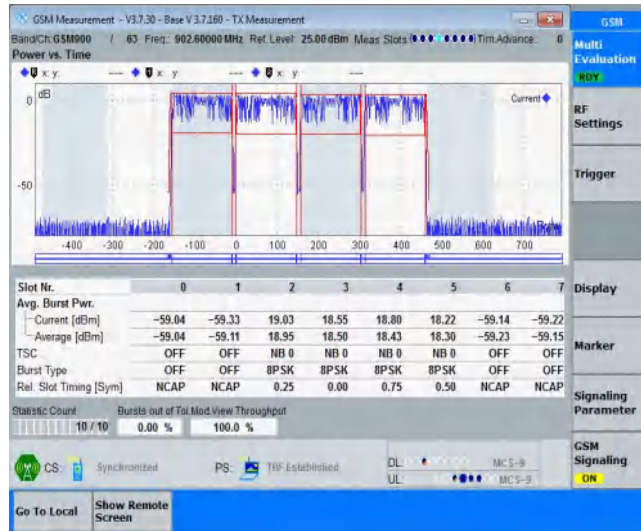 GSM Measurement - V3.7.30 - Base V 3.7.160 - TX Measurement
Band/Ch: GSM900 / 63 Freq.: 902.60000 MHz Ref. Level: 25.00 dBm Meas Slots Tim.Advance: 0
Power vs. Time
x: y: --- x y --- x y ---
dB
Current
0
-50
-400 -300 -200 -100 0 100 200 300 400 500 600 700
Slot Nr. 0 1 2 3 4 5 6 7
Avg. Burst Pwr.
Current [dBm] -59.04 -59.33 19.03 18.55 18.80 18.22 -59.14 -59.22
Average [dBm] -59.04 -59.11 18.95 18.50 18.43 18.30 -59.23 -59.15
TSC OFF OFF NB 0 NB 0 NB 0 NB 0 OFF OFF
Burst Type OFF OFF 8PSK 8PSK 8PSK 8PSK OFF OFF
Rel. Slot Timing [Sym] NCAP NCAP 0.25 0.00 0.75 0.50 NCAP NCAP
Statistic Count Bursts out of Tol. Mod.View Throughput
10 / 10 0.00 % 100.0 %
CS: Synchronized PS: TBF Established DL: MCS-9
UL: MCS-9
GSM
Multi
Evaluation
RDY
RF
Settings
Trigger
Display
Marker
Signaling
Parameter
GSM
Signaling
ON
Go To Local
Show Remote
Screen